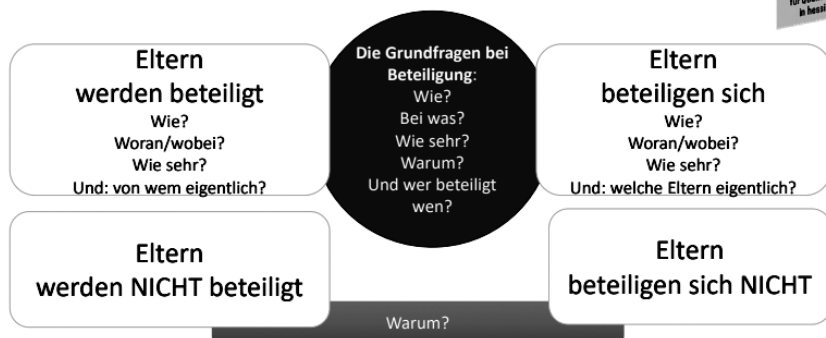 in hessi
Eltern
werden beteiligt
Wie?
Woran/wobei?
Wie sehr?
Und: von wem eigentlich?
Die Grundfragen bei
Beteiligung:
Wie?
Bei was?
Wie sehr?
Warum?
Und wer beteiligt
wen?
Eltern
beteiligen sich
Wie?
Woran/wobei?
Wie sehr?
Und: welche Eltern eigentlich?
Eltern
werden NICHT beteiligt
Eltern
beteiligen sich NICHT
Warum?